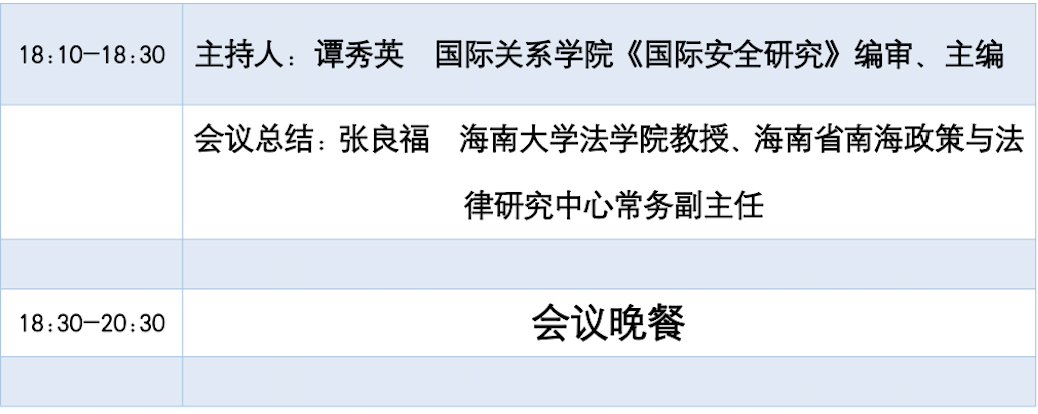 18:10-18:30 主持人：谭秀英 国际关系学院《国际安全研究》编审、主编
会议总结：张良福 海南大学法学院教授、海南省南海政策与法
律研究中心常务副主任
18:30-20:30 会议晚餐